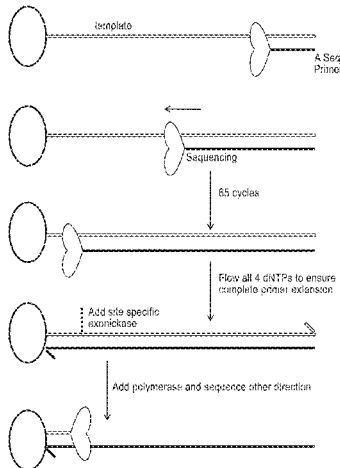 template
A Seq
Primer
Sequencing
65 cycles
Flow all 4 dNTPs to ensure
complete primer extension
Add site specific
Add polymerase and sequence other direction